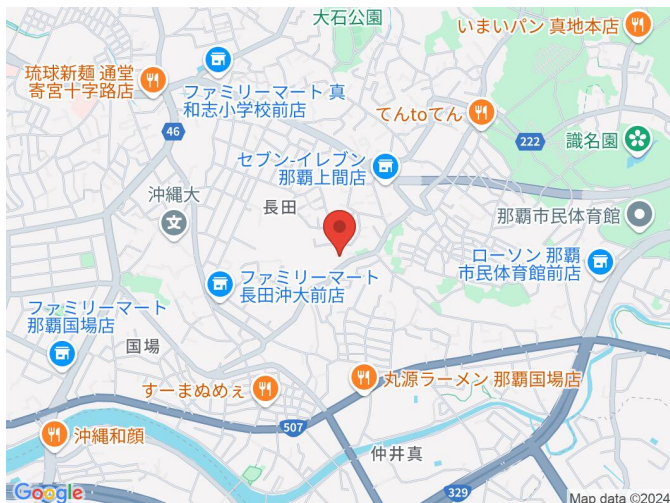 大石公園
いまいパン 真地本店
琉球新麺 通堂
寄宮十字路店
ファミリーマート 真
和志小学校前店
てんtoてん
46
222
識名園
セブン-イレブン
那覇上間店
沖縄大
長田
那覇市民体育館
ファミリーマート
長田沖大前店
ローソン 那覇
市民体育館前店
ファミリーマート
那覇国場店
国場
すーまぬめぇ
丸源ラーメン 那覇国場店
沖縄和顔
507
仲井真
329
Google
Map data ©2024